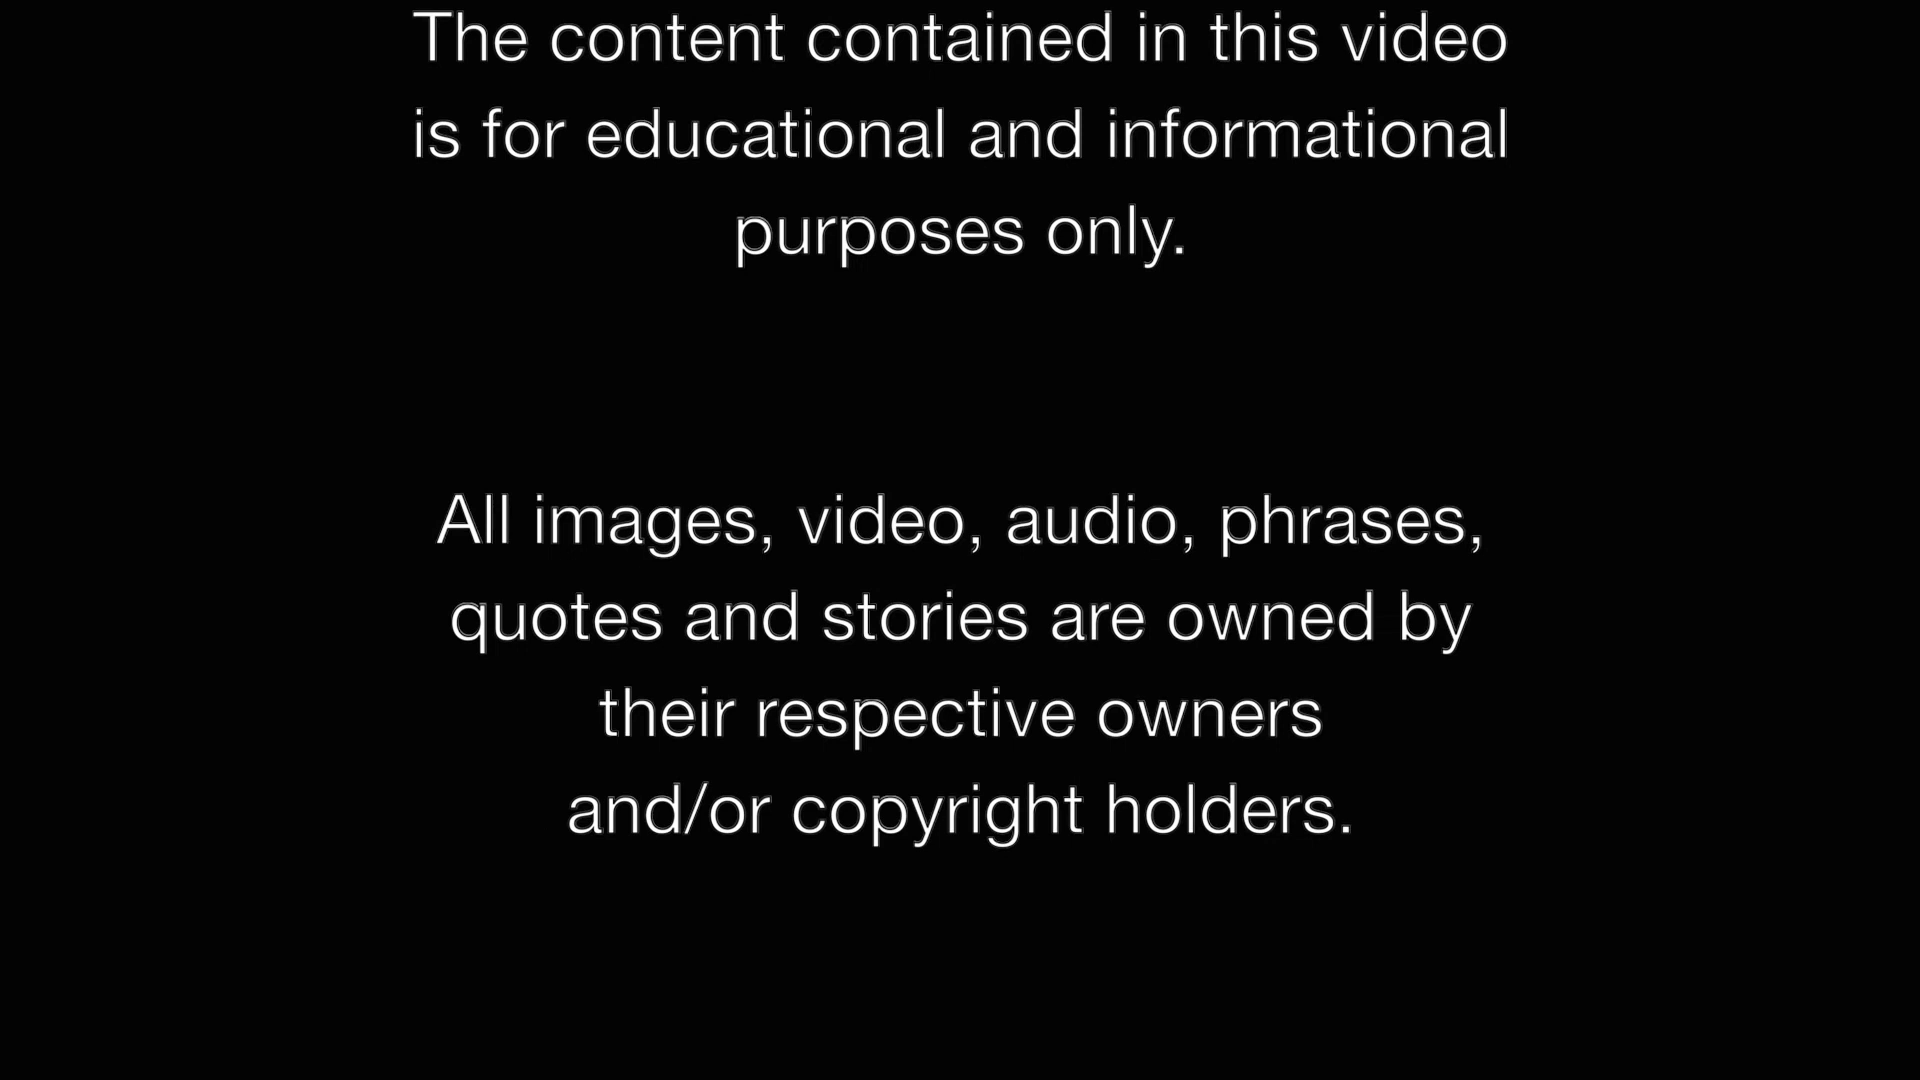 The content contained in this video
is for educational and informational
purposes only.
All images, video, audio, phrases,
quotes and stories are owned by
their respective owners
and/or copyright holders.